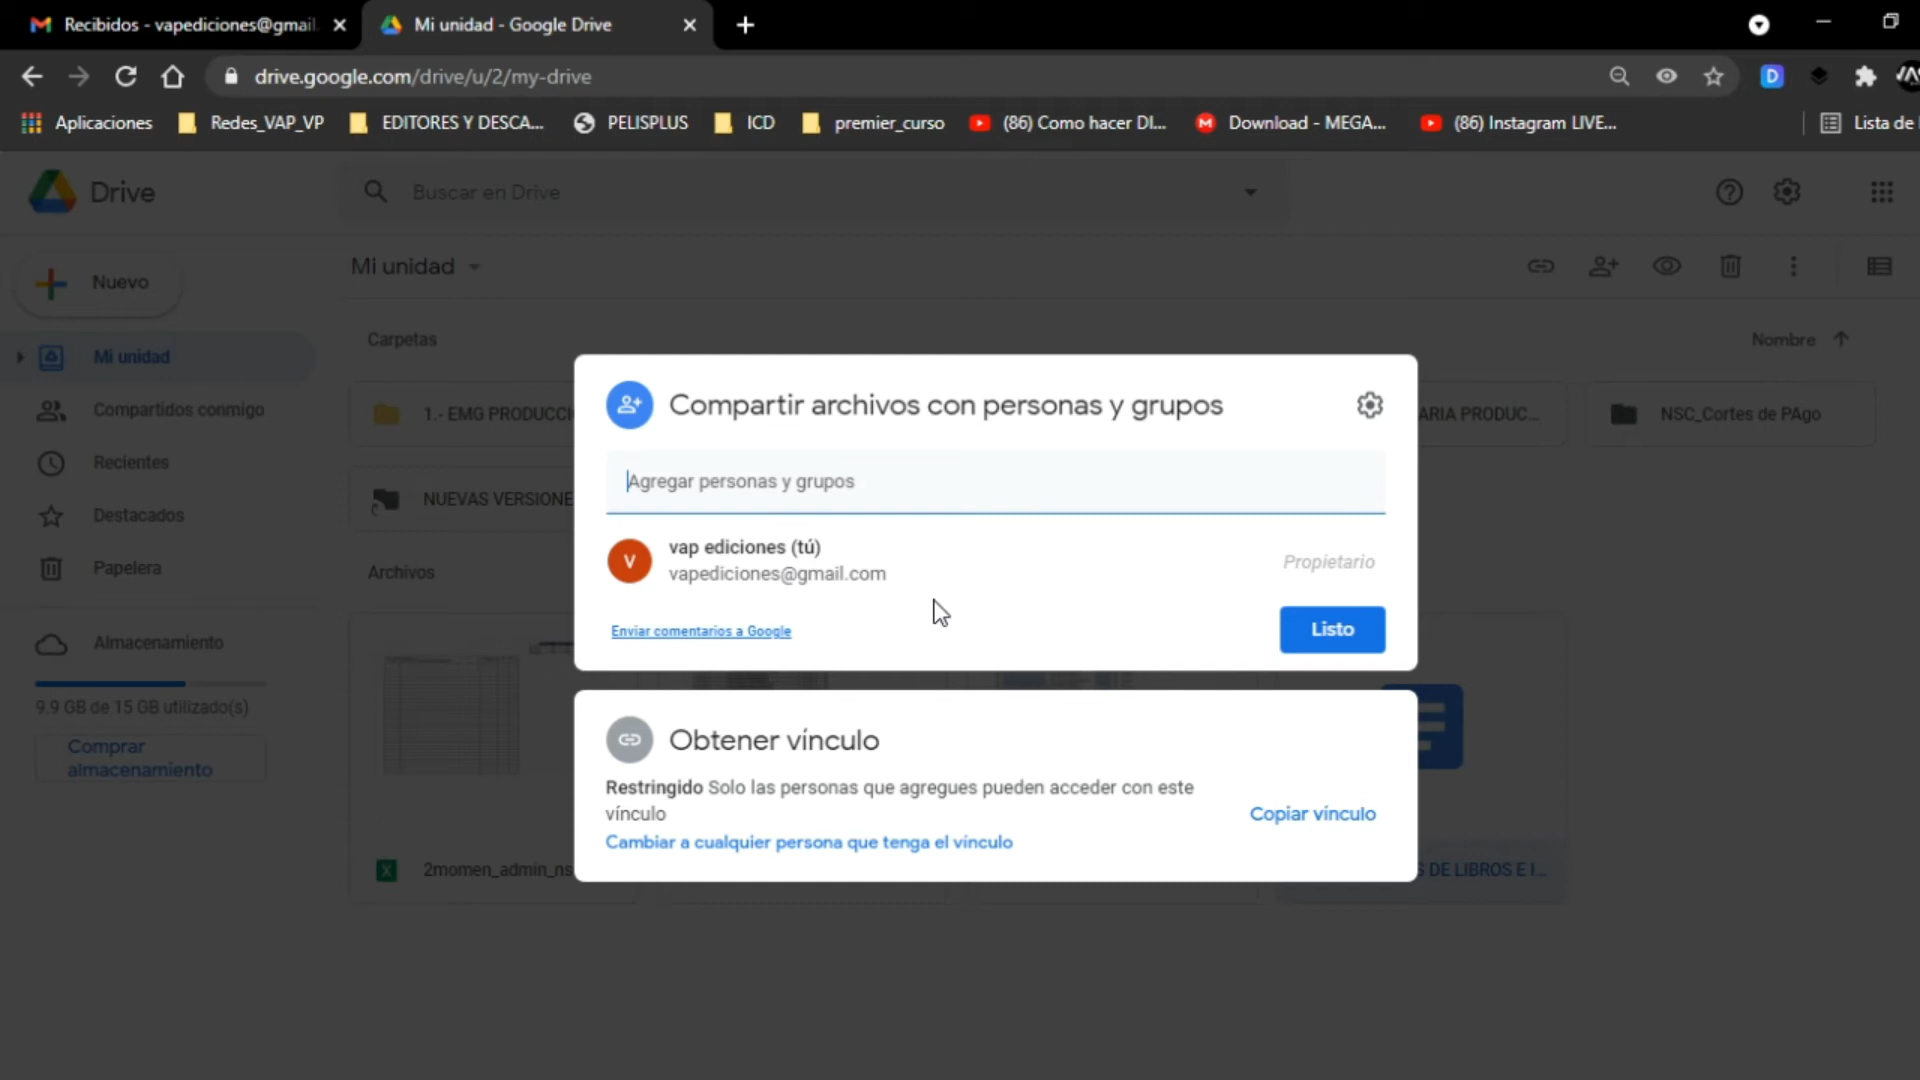 Recibidos - vapediciones@gmail.
Mi unidad - Google Drive
drive.google.com/drive/u/2/my-drive
Aplicaciones
Redes_VAP_VP
EDITORES Y DESCA...
PELISPLUS
ICD
premier_curso
(86) Como hacer DI...
Download - MEGA...
(86) Instagram LIVE...
Lista de
Drive
Buscar en Drive
Nuevo
Mi unidad
Mi unidad
Compartidos conmigo
Recientes
Destacados
Papelera
Almacenamiento
9.9 GB de 15 GB utilizado(s)
Comprar
almacenamiento
Carpetas
Nombre
1.- EMG PRODUCCI
ARIA PRODUC...
NSC_Cortes de PAgo
NUEVAS VERSIONE
Archivos
2momen_admin_ns
DE LIBROS E I...
Compartir archivos con personas y grupos
Agregar personas y grupos
V
vap ediciones (tú)
vapediciones@gmail.com
Propietario
Enviar comentarios a Google
Listo
Obtener vínculo
Restringido Solo las personas que agregues pueden acceder con este
vínculo
Copiar vínculo
Cambiar a cualquier persona que tenga el vínculo